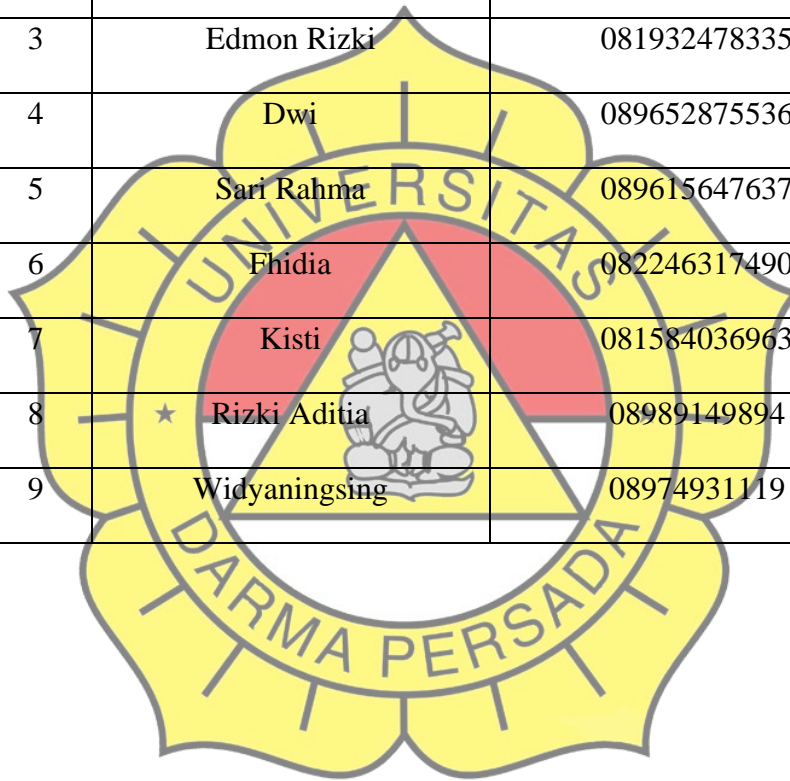 3 Edmon Rizki 081932478335
4 Dwi 089652875536
5 Sari Rahma 089615647637
6 Fhidia 082246317490
7 Kisti 081584036963
8 Rizki Aditia 08989149894
9 Widyaningsing 08974931119
UNIVERSITAS
DARMA PERSADA